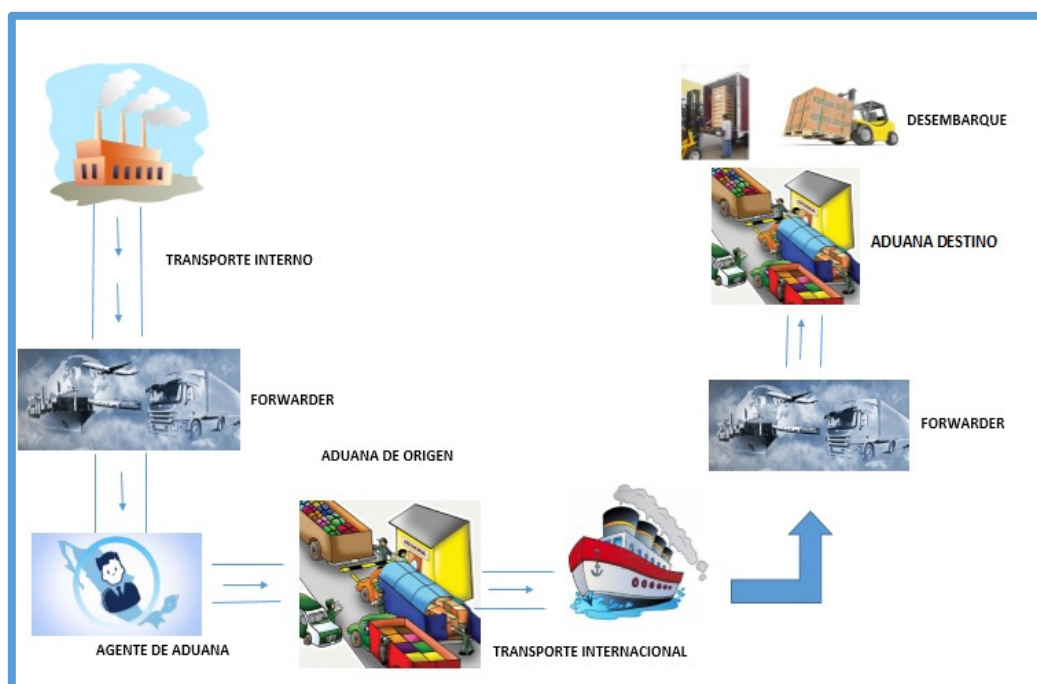 DESEMBARQUE
ADUANA DESTINO
TRANSPORTE INTERNO
FORWARDER
FORWARDER
ADUANA DE ORIGEN
AGENTE DE ADUANA
TRANSPORTE INTERNACIONAL